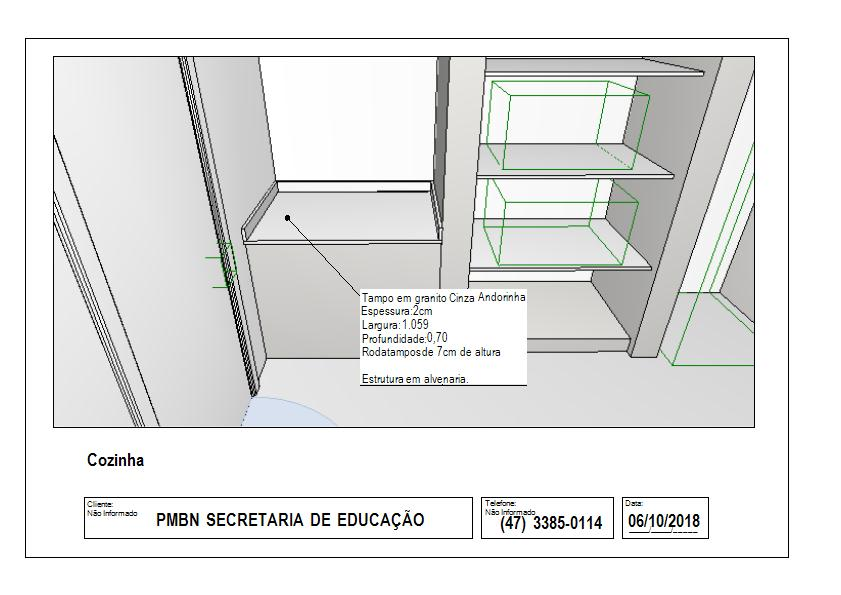 Tampo em granito Cinza Andorinha
Espessura:2cm
Largura:1.059
Profundidade:0,70
Rodatampos de 7cm de altura
Estrutura em alvenaria.
Cozinha
Cliente:
Não Informado
PMBN SECRETARIA DE EDUCAÇÃO
Telefone:
Não Informado
(47) 3385-0114
Data:
06/10/2018